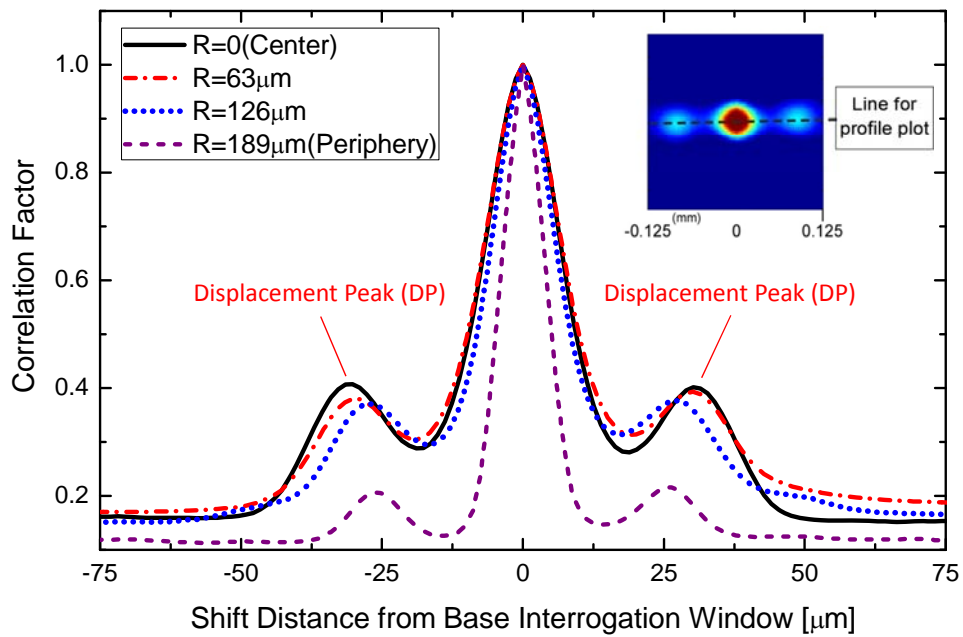 R=0(Center)
R=63μm
R=126μm
R=189μm(Periphery)
Line for
profile plot
(mm)
-0.125 0 0.125
Displacement Peak (DP) Displacement Peak (DP)
Correlation Factor
1.0
0.8
0.6
0.4
0.2
-75 -50 -25 0 25 50 75
Shift Distance from Base Interrogation Window [μm]